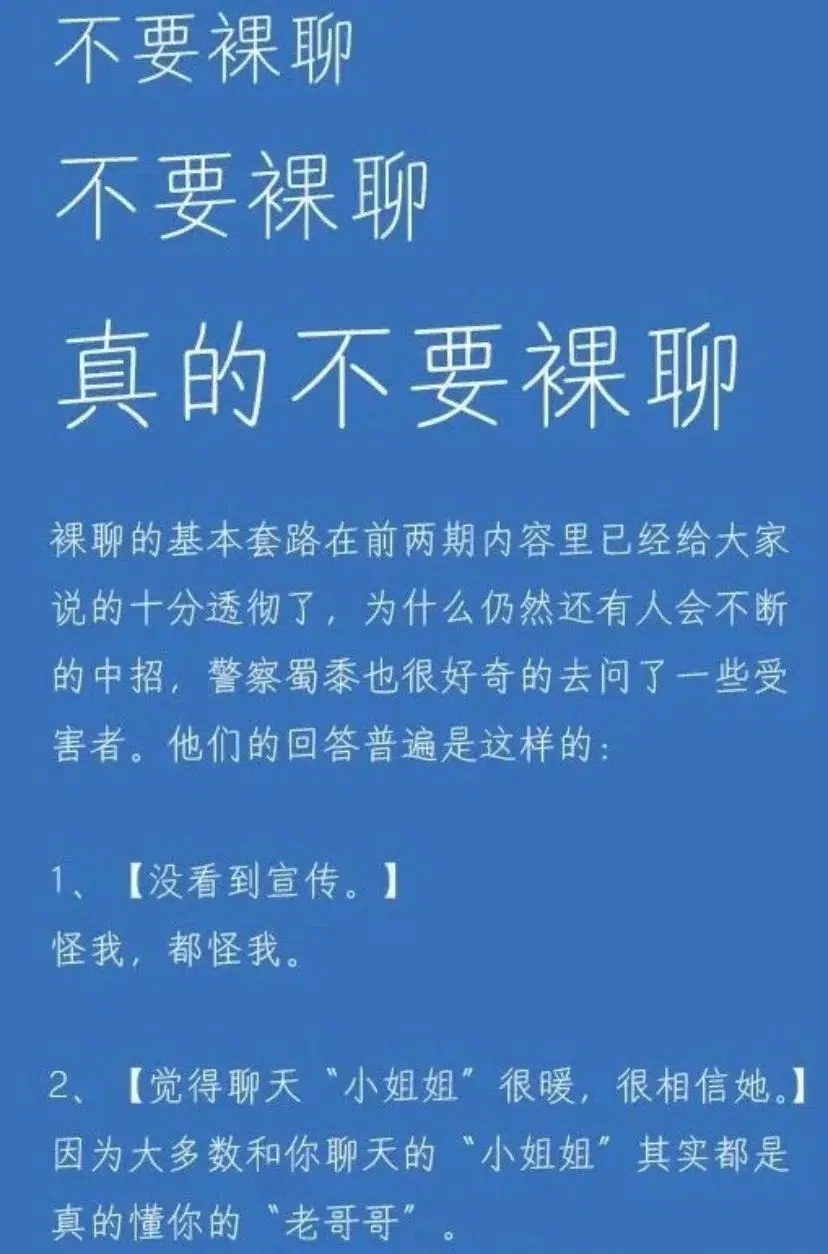 不要裸聊
不要裸聊
真的不要裸聊
裸聊的基本套路在前两期内容里已经给大家
说的十分透彻了，为什么仍然还有人会不断
的中招，警察蜀黍也很好奇的去问了一些受
害者。他们的回答普遍是这样的：
1、【没看到宣传。】
怪我，都怪我。
2、【觉得聊天“小姐姐”很暖，很相信她。】
因为大多数和你聊天的“小姐姐”其实都是
真的懂你的“老哥哥”。